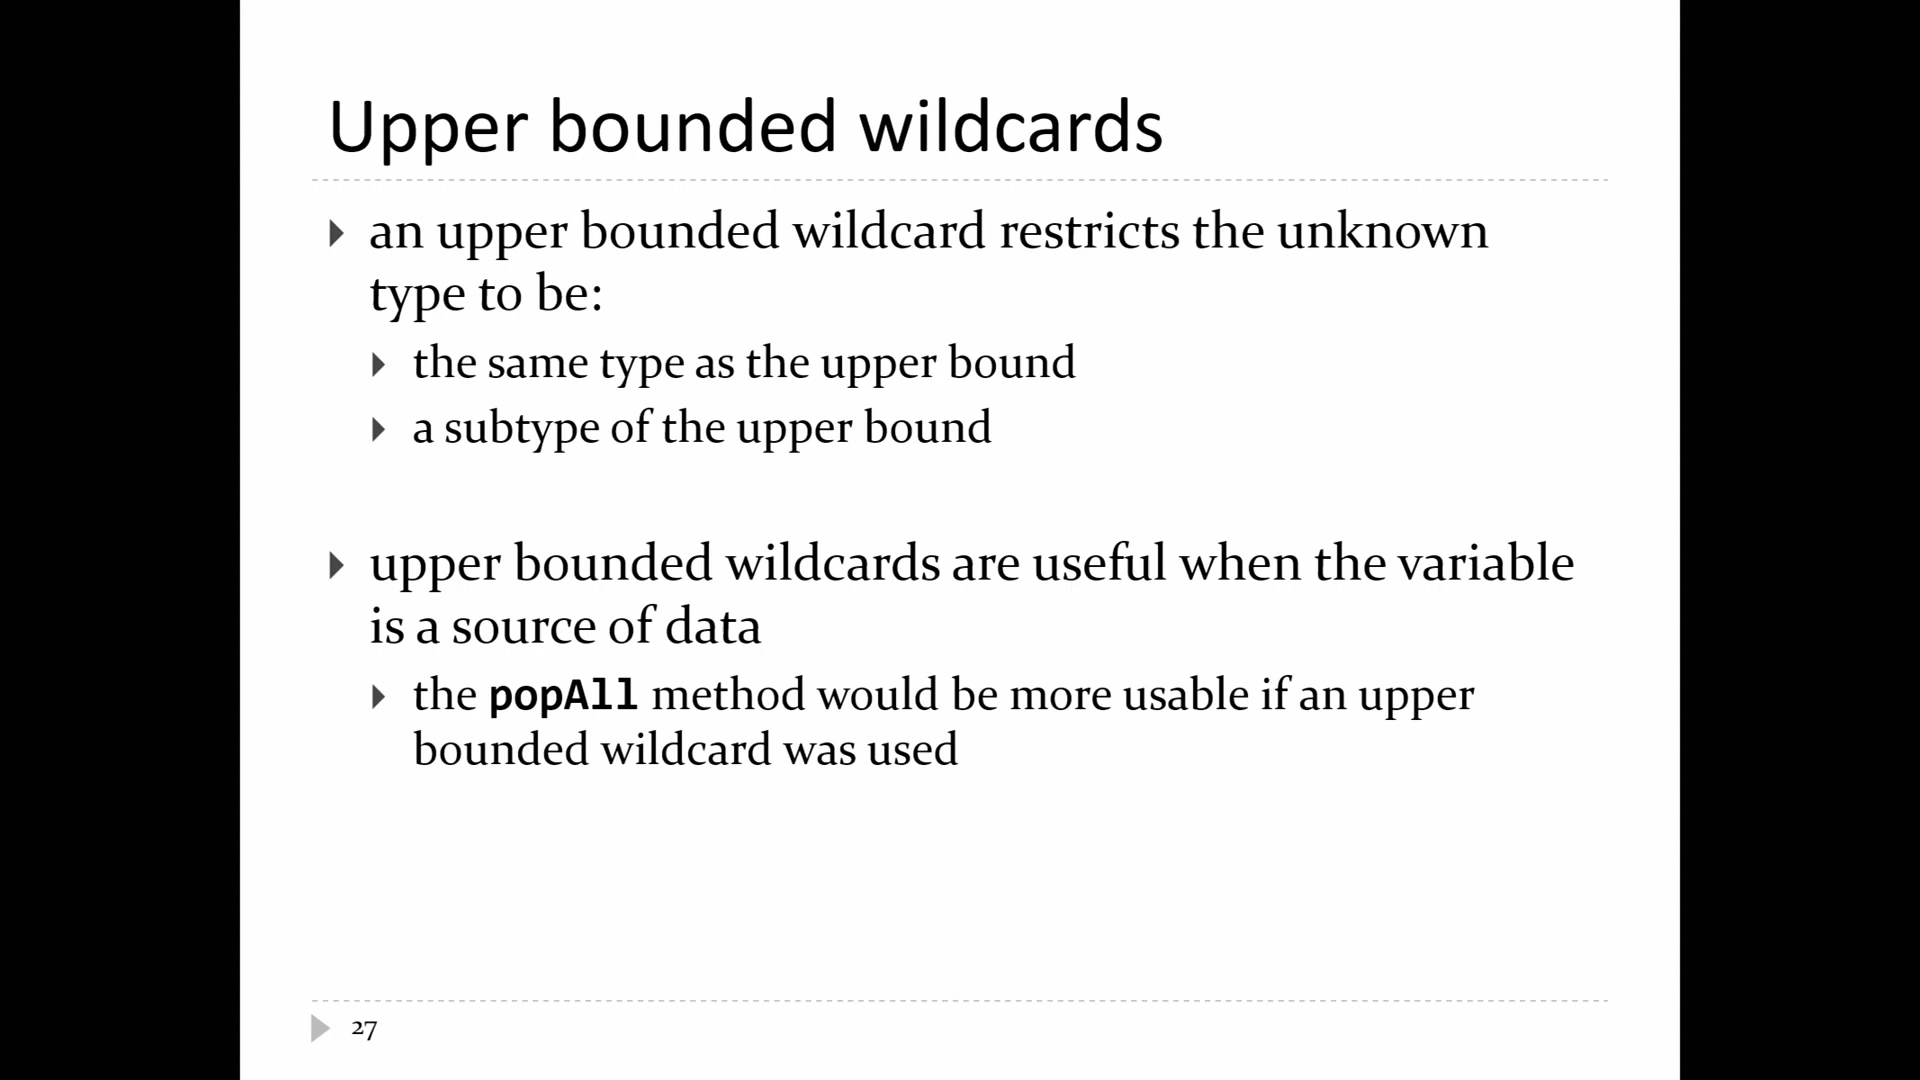 Upper bounded wildcards
an upper bounded wildcard restricts the unknown
type to be:
the same type as the upper bound
a subtype of the upper bound
upper bounded wildcards are useful when the variable
is a source of data
the popAll method would be more usable if an upper
bounded wildcard was used
27